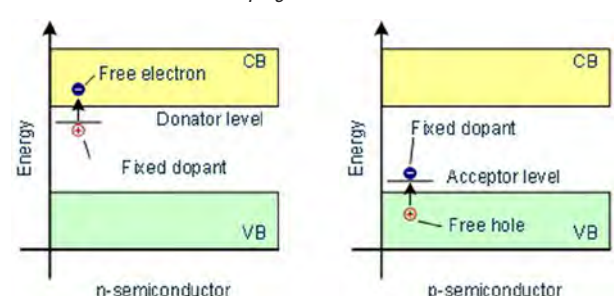 CB
Free electron
Donator level
Fixed dopant
VB
Energy
n-semiconductor
CB
Fixed dopant
Acceptor level
Free hole
VB
Energy
p-semiconductor